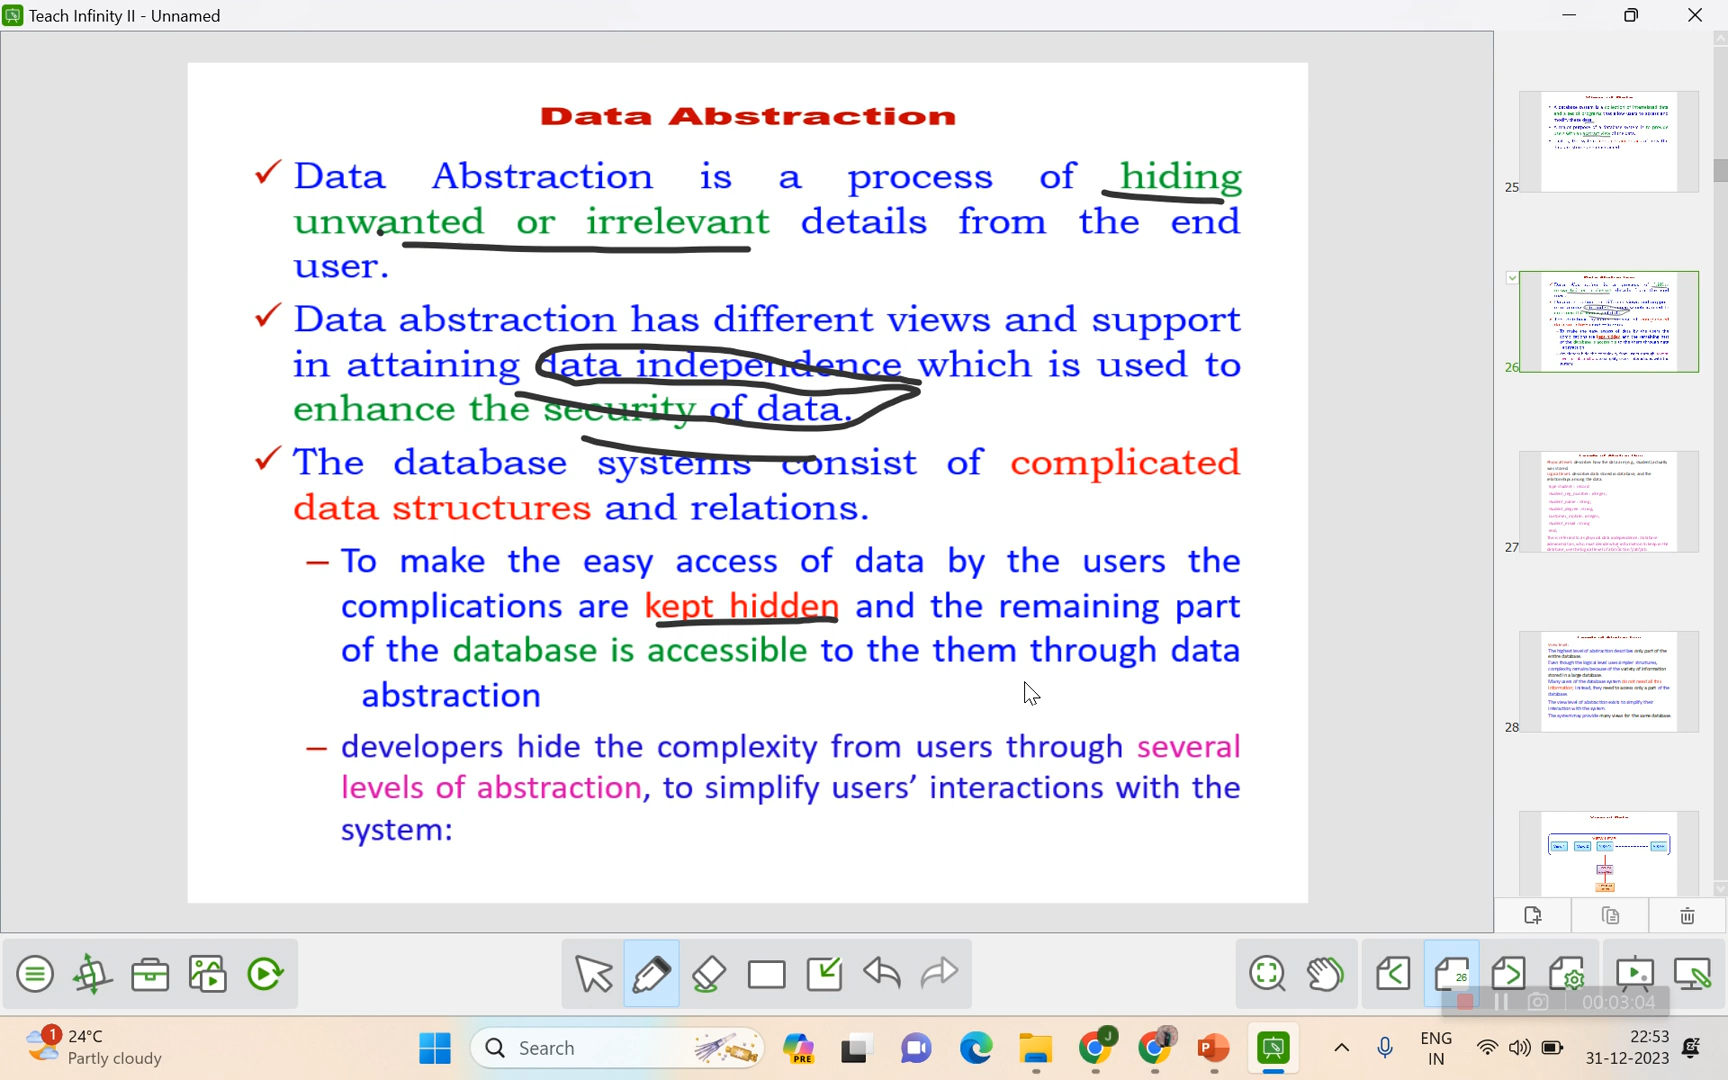 Teach Infinity II - Unnamed
Data Abstraction
Data Abstraction is a process of hiding
unwanted or irrelevant details from the end
user.
Data abstraction has different views and support
in attaining data independence which is used to
enhance the security of data.
The database systems consist of complicated
data structures and relations.
– To make the easy access of data by the users the
complications are kept hidden and the remaining part
of the database is accessible to the them through data
abstraction
– developers hide the complexity from users through several
levels of abstraction, to simplify users’ interactions with the
system:
25
26
27
28
26
00:03:04
1
24°C
Partly cloudy
Search
PRE
J
P
ENG
IN
22:53
31-12-2023